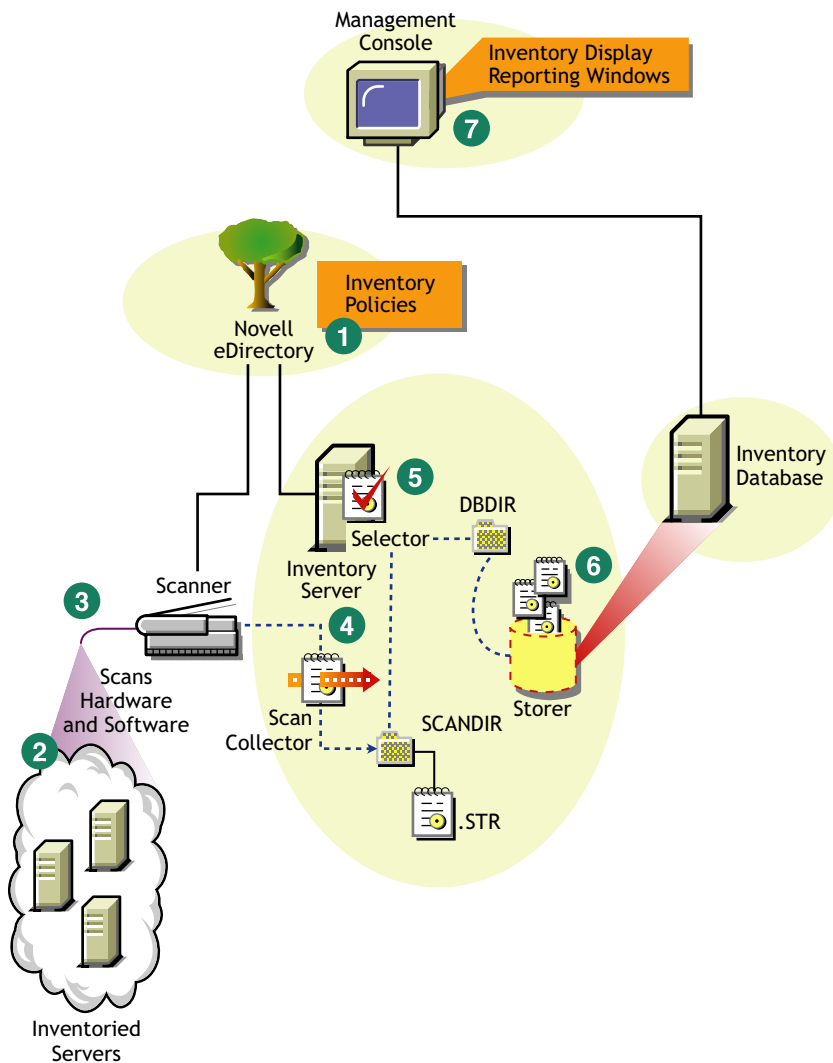 Management
Console
Inventory Display
Reporting Windows
7
Inventory
Policies
Novell
eDirectory
1
Inventory
Database
5
DBDIR
Selector
Inventory
Server
6
Scanner
3
4
Scans
Hardware
and Software
Scan
Collector
SCANDIR
Storer
2
.STR
Inventoried
Servers